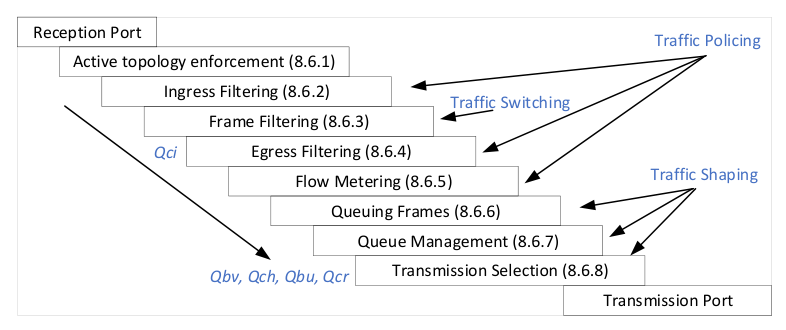 Reception Port
Traffic Policing
Active topology enforcement (8.6.1)
Ingress Filtering (8.6.2)
Traffic Switching
Frame Filtering (8.6.3)
Qci
Egress Filtering (8.6.4)
Flow Metering (8.6.5)
Traffic Shaping
Queuing Frames (8.6.6)
Queue Management (8.6.7)
Qbv, Qch, Qbu, Qcr
Transmission Selection (8.6.8)
Transmission Port